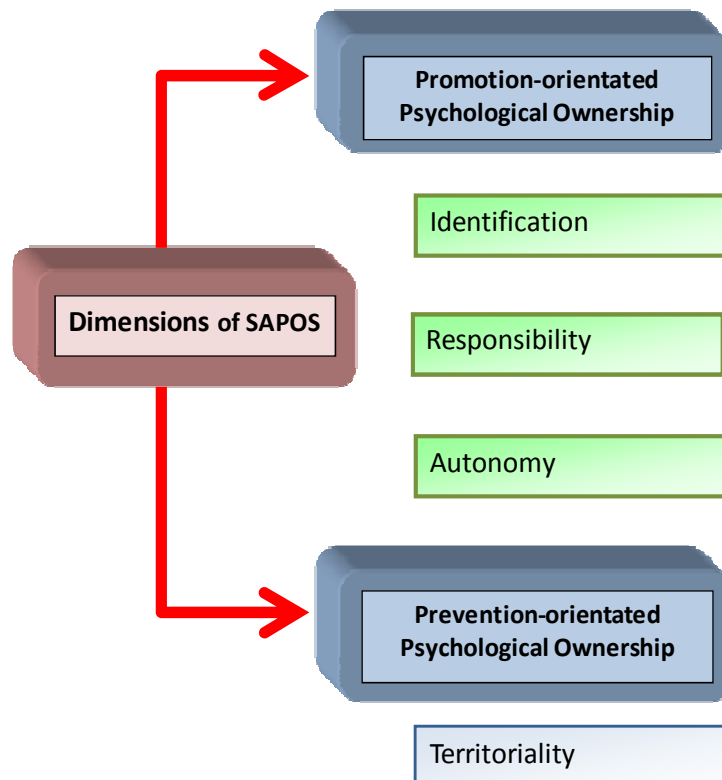 Promotion-orientated
Psychological Ownership
Identification
Dimensions of SAPOS
Responsibility
Autonomy
Prevention-orientated
Psychological Ownership
Territoriality